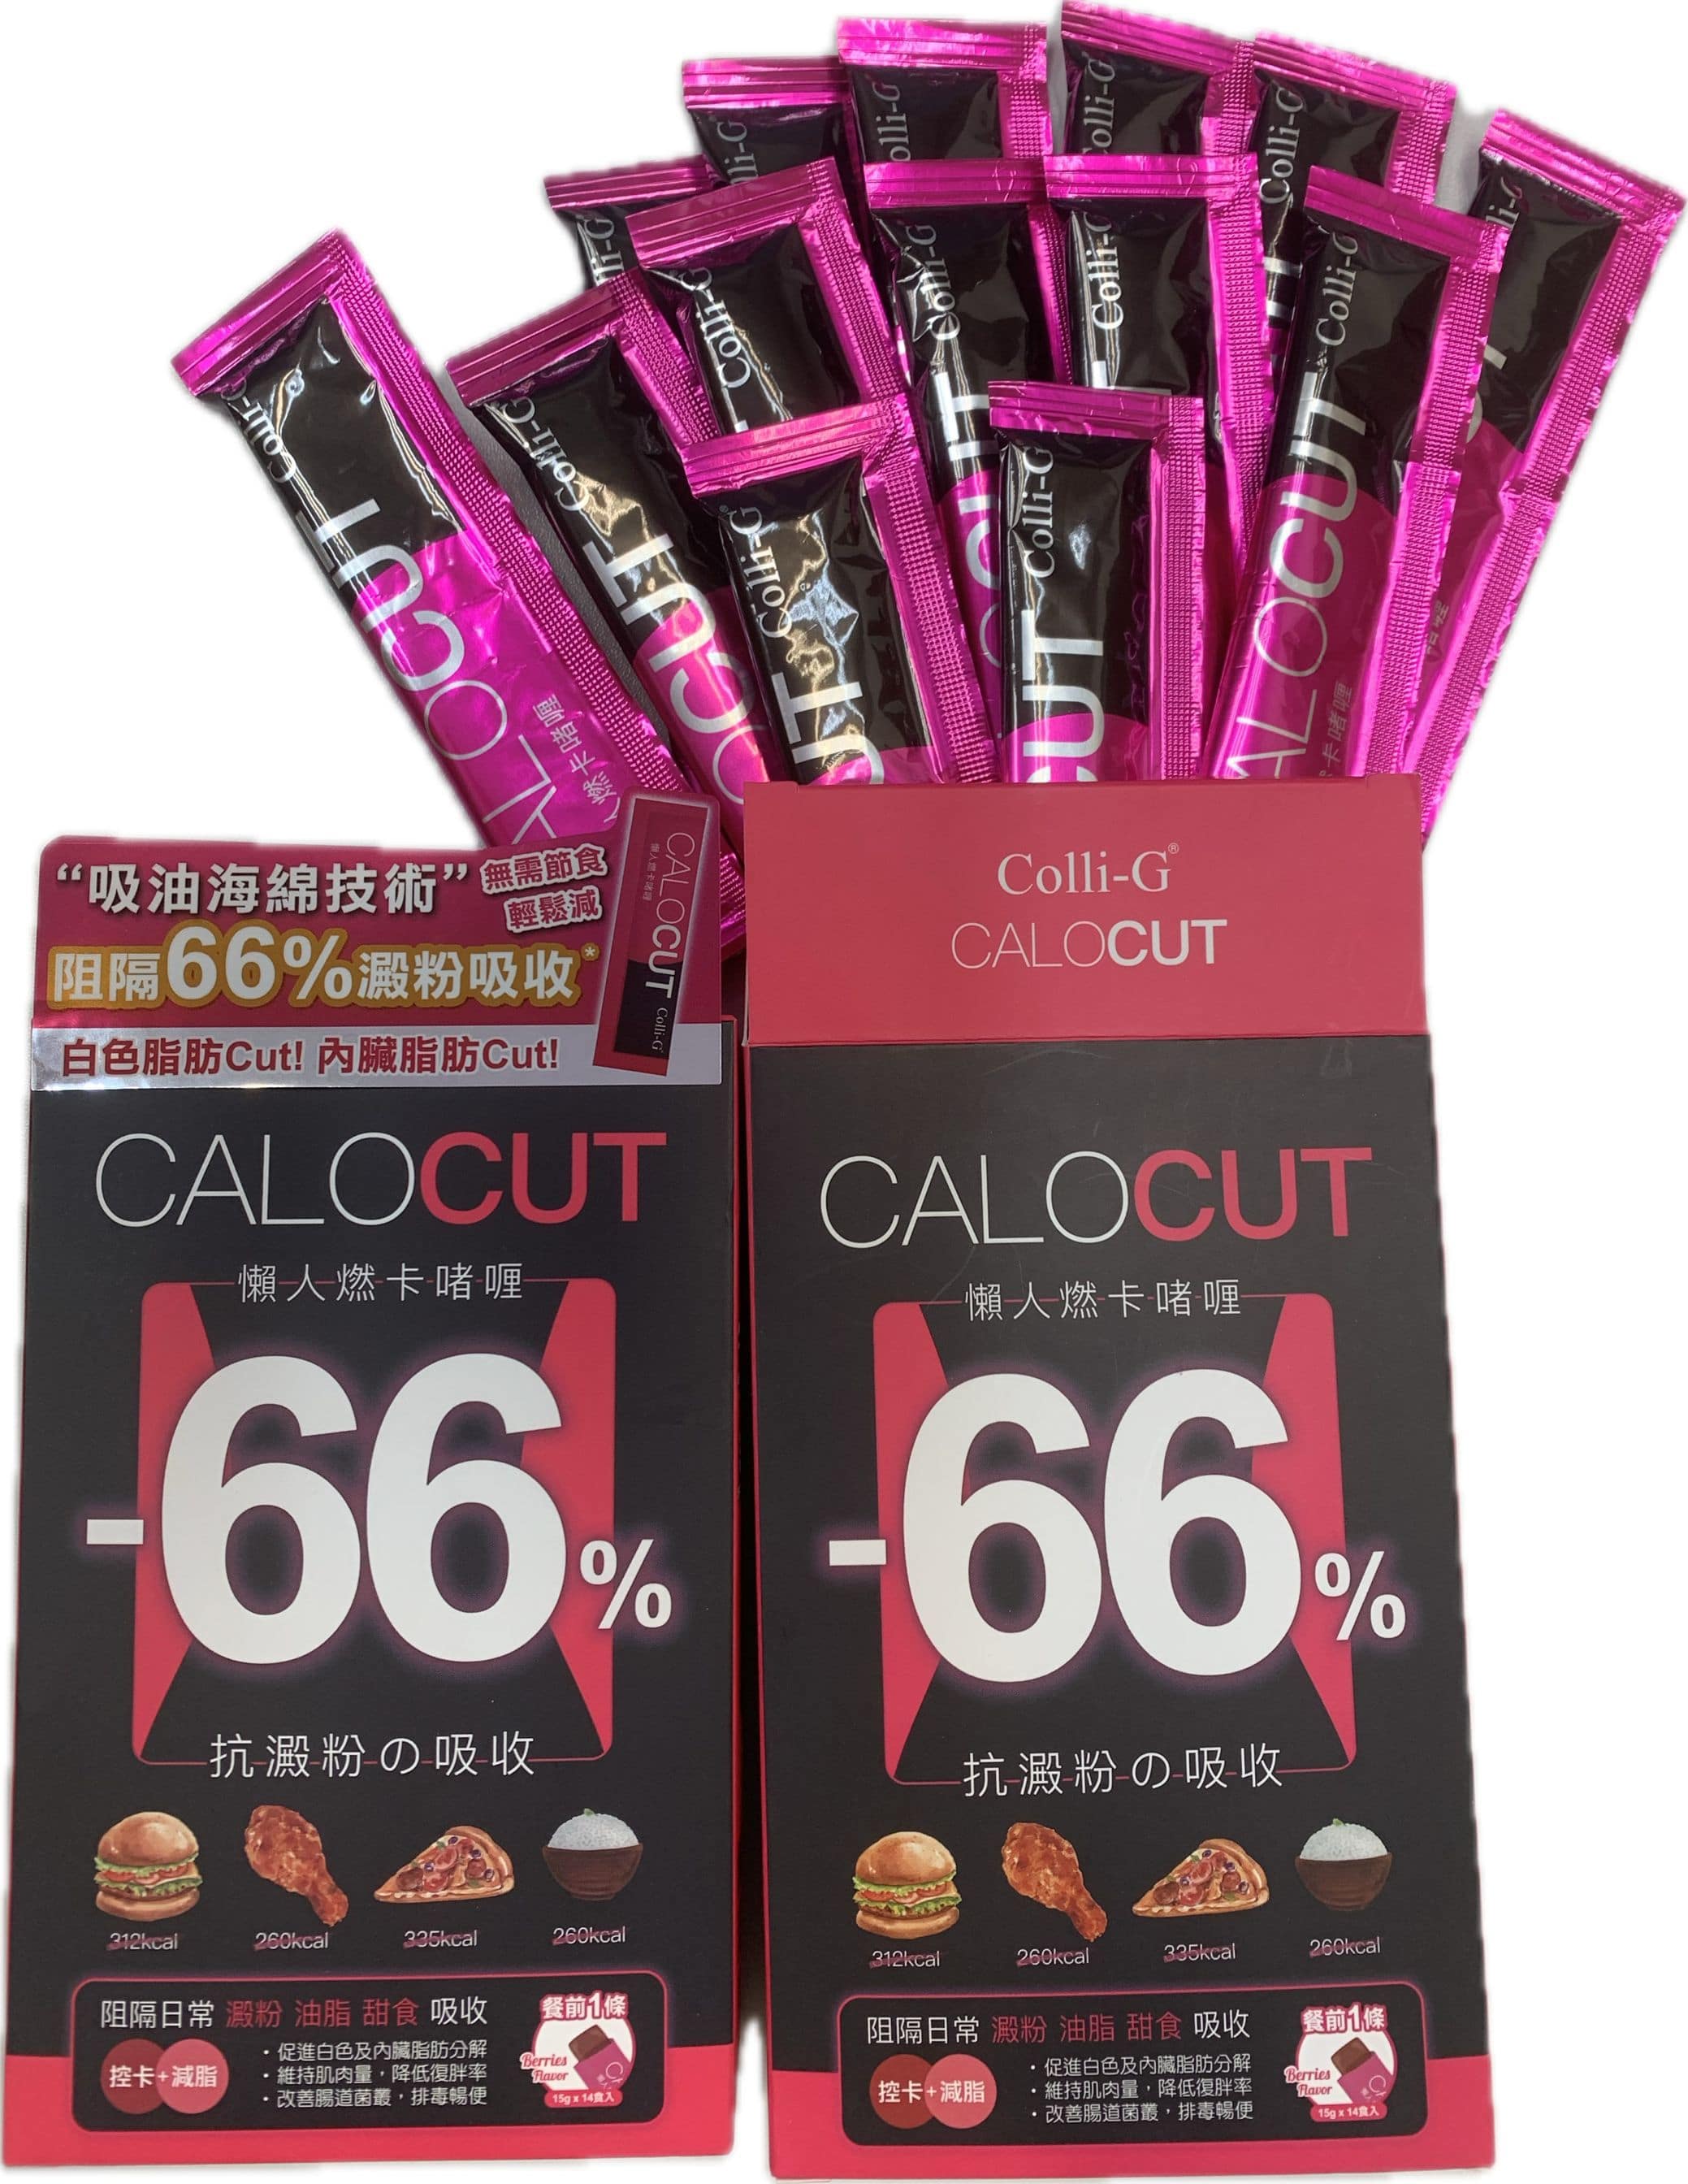 Colli-G
Colli-G
Colli-G
Colli-G
Colli-G
Colli-G
Colli-G
CALOCUT
“吸油海綿技術”
無需節食
輕鬆減
阻隔66%澱粉吸收*
白色脂肪Cut! 內臟脂肪Cut!
CALOCUT
懶人燃卡啫喱
Colli-G
CALOCUT
懶人燃卡啫喱
-66%
抗澱粉の吸收
312kcal
260kcal
335kcal
260kcal
阻隔日常 澱粉 油脂 甜食 吸收
控卡+減脂
・促進白色及內臟脂肪分解
・維持肌肉量，降低復胖率
・改善腸道菌叢，排毒暢便
餐前1條
Berries
Flavor
15g x 14食入
Colli-G®
CALOCUT
CALOCUT
懶人燃卡啫喱
-66%
抗澱粉の吸收
312kcal
260kcal
335kcal
260kcal
阻隔日常 澱粉 油脂 甜食 吸收
控卡+減脂
・促進白色及內臟脂肪分解
・維持肌肉量，降低復胖率
・改善腸道菌叢，排毒暢便
餐前1條
Berries
Flavor
15g x 14食入